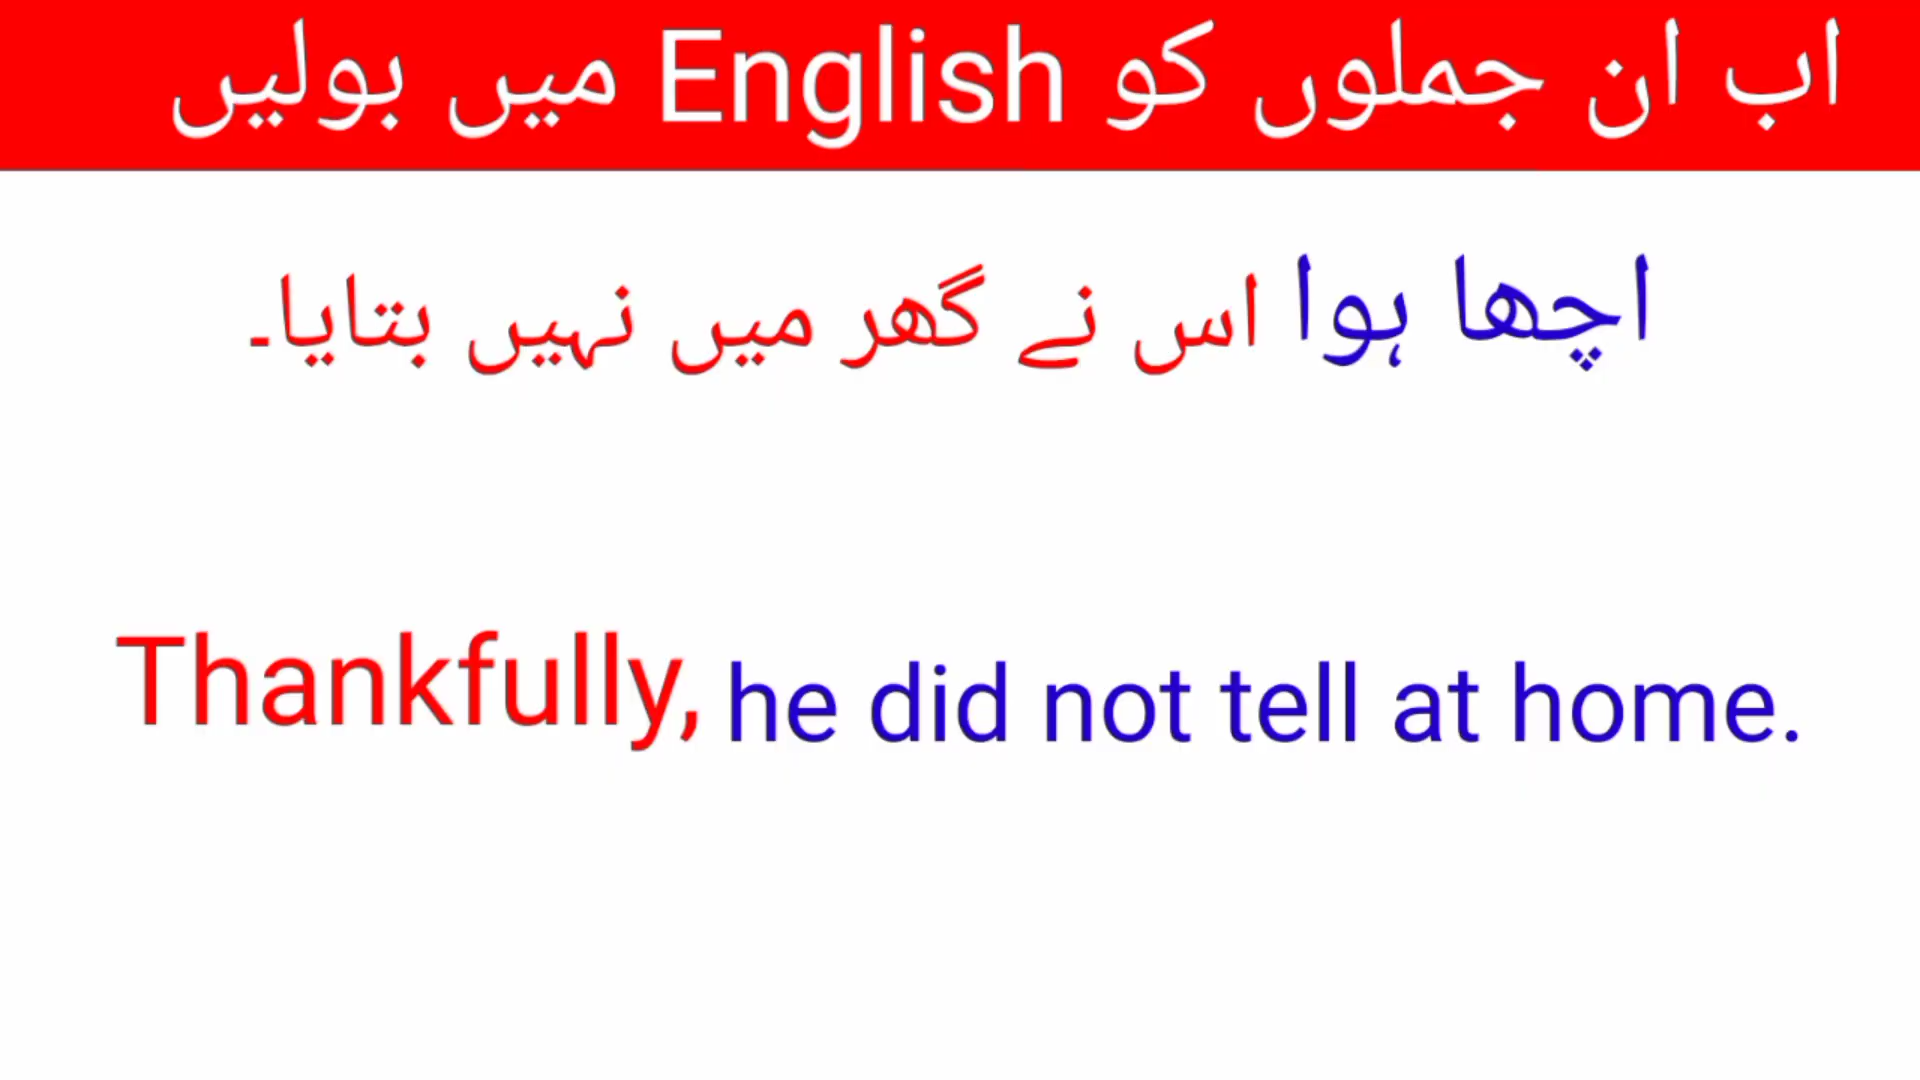 اب ان جملوں کو English میں بولیں
اچھا ہوا اس نے گھر میں نہیں بتایا۔
Thankfully, he did not tell at home.